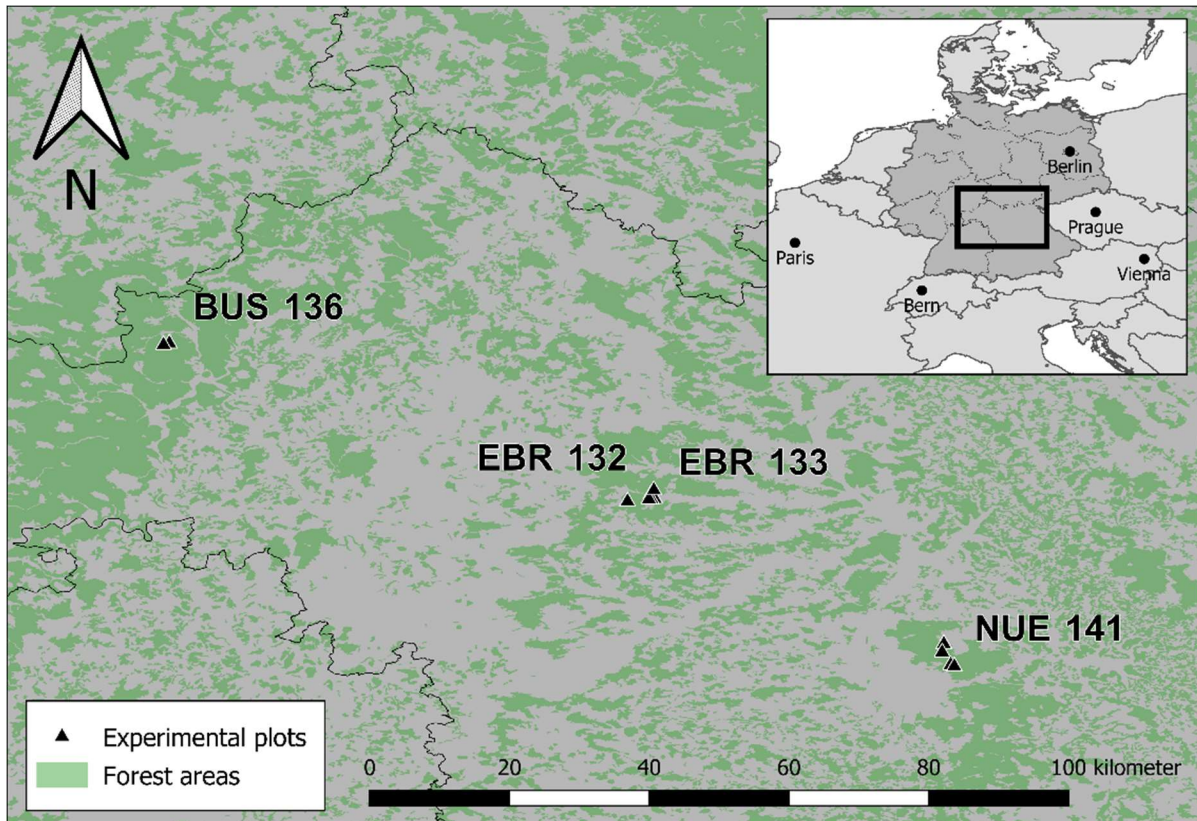 N
Berlin
Prague
Paris
Vienna
Bern
BUS 136
EBR 132
EBR 133
NUE 141
Experimental plots
Forest areas
0 20 40 60 80 100 kilometer